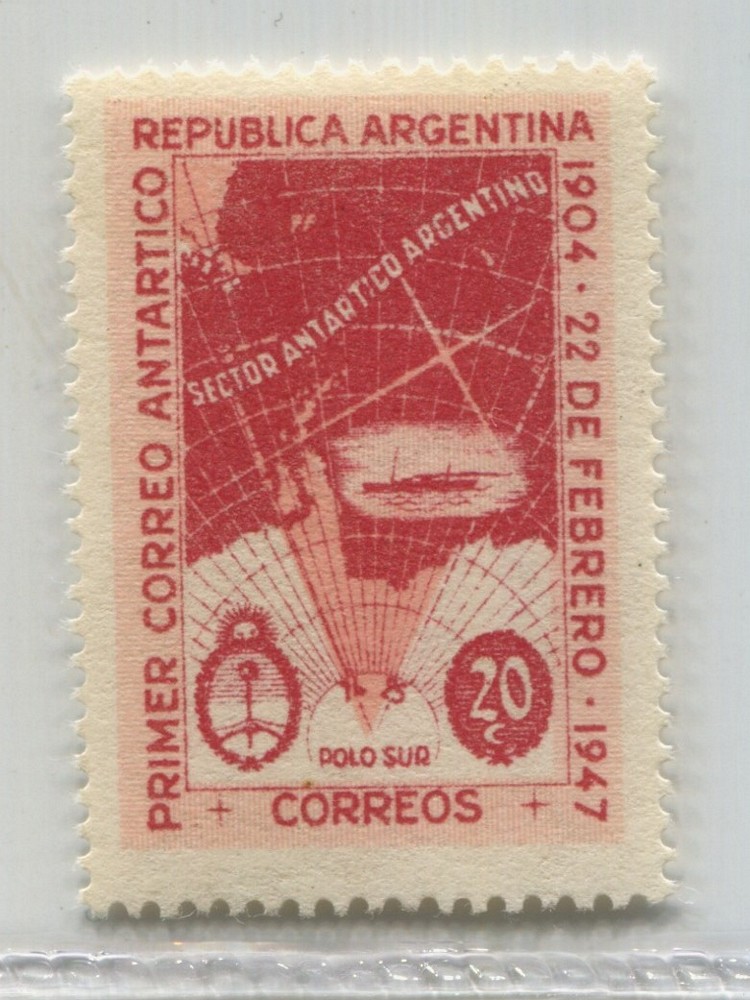 REPUBLICA ARGENTINA
PRIMER CORREO ANTARTICO
1904 · 22 DE FEBRERO · 1947
SECTOR ANTARTICO ARGENTINO
20
C
POLO SUR
+ CORREOS +